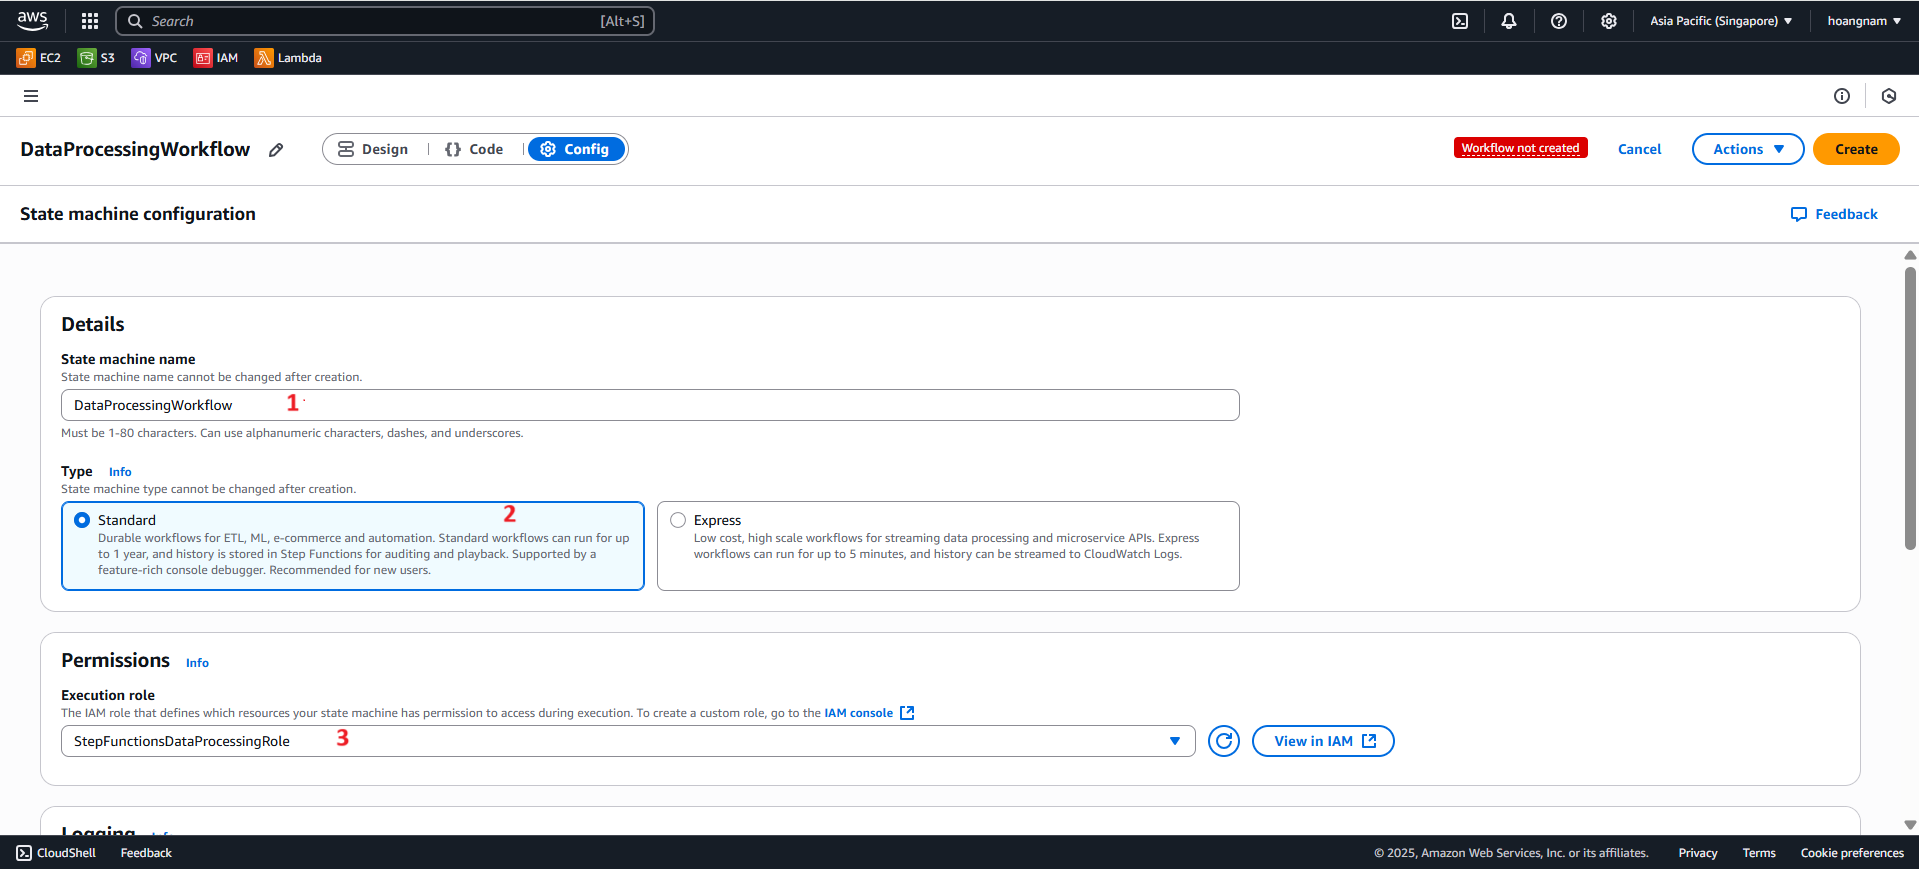 aws Search [Alt+S] Asia Pacific (Singapore) hoangnam
EC2 S3 VPC IAM Lambda
DataProcessingWorkflow Design Code Config Workflow not created Cancel Actions Create
State machine configuration Feedback
Details
State machine name
State machine name cannot be changed after creation.
DataProcessingWorkflow 1
Must be 1-80 characters. Can use alphanumeric characters, dashes, and underscores.
Type Info
State machine type cannot be changed after creation.
Standard 2
Durable workflows for ETL, ML, e-commerce and automation. Standard workflows can run for up
to 1 year, and history is stored in Step Functions for auditing and playback. Supported by a
feature-rich console debugger. Recommended for new users.
Express
Low cost, high scale workflows for streaming data processing and microservice APIs. Express
workflows can run for up to 5 minutes, and history can be streamed to CloudWatch Logs.
Permissions Info
Execution role
The IAM role that defines which resources your state machine has permission to access during execution. To create a custom role, go to the IAM console
StepFunctionsDataProcessingRole 3 View in IAM
Logging Info
CloudShell Feedback © 2025, Amazon Web Services, Inc. or its affiliates. Privacy Terms Cookie preferences